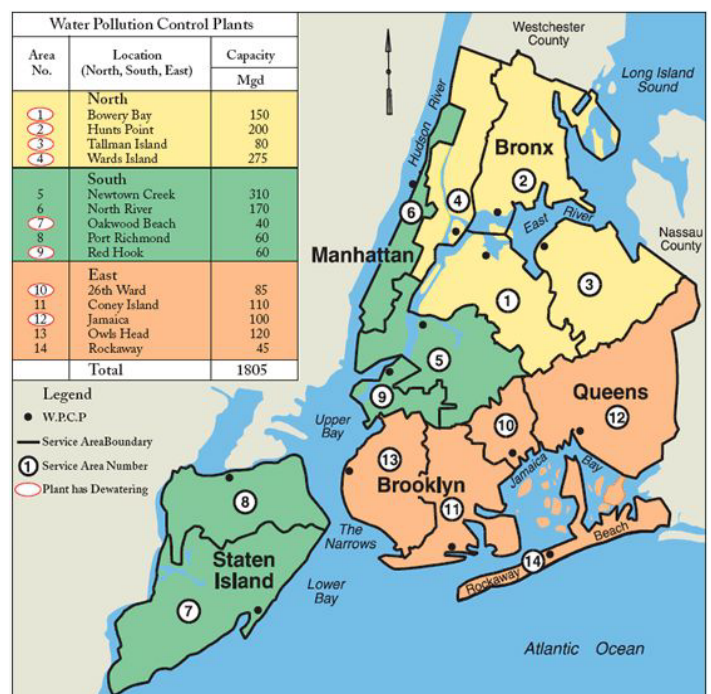 Water Pollution Control Plants
Area No. Location (North, South, East) Capacity
Mgd
North
1 Bowery Bay 150
2 Hunts Point 200
3 Tallman Island 80
4 Wards Island 275
South
5 Newtown Creek 310
6 North River 170
7 Oakwood Beach 40
8 Port Richmond 60
9 Red Hook 60
East
10 26th Ward 85
11 Coney Island 110
12 Jamaica 100
13 Owls Head 120
14 Rockaway 45
Total 1805
Legend
W.P.C.P
Service AreaBoundary
1 Service Area Number
Plant has Dewatering
Westchester
County
Long Island
Sound
Hudson River
Bronx
2
4
6
East River
Nassau
County
Manhattan
1
3
5
9
Queens
12
10
Upper
Bay
13
Brooklyn
11
Jamaica Bay
8
The
Narrows
Staten
Island
14
Rockaway Beach
Lower
Bay
7
Atlantic Ocean